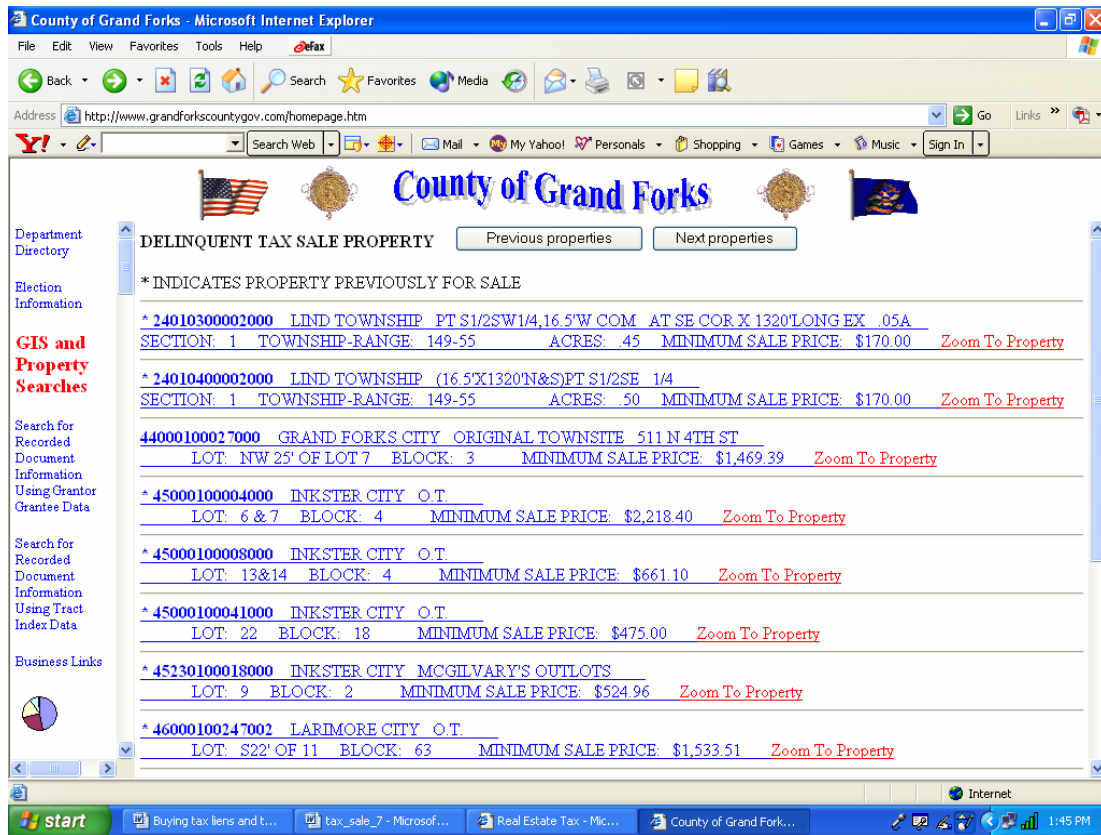 County of Grand Forks - Microsoft Internet Explorer
File Edit View Favorites Tools Help eFax
Back Search Favorites Media
Address http://www.grandforkscountygov.com/homepage.htm Go Links »
Y! Search Web Mail My Yahoo! Personals Shopping Games Music Sign In
County of Grand Forks
Department
Directory
Election
Information
GIS and
Property
Searches
Search for
Recorded
Document
Information
Using Grantor
Grantee Data
Search for
Recorded
Document
Information
Using Tract
Index Data
Business Links
DELINQUENT TAX SALE PROPERTY Previous properties Next properties
* INDICATES PROPERTY PREVIOUSLY FOR SALE
* 24010300002000 LIND TOWNSHIP PT S1/2SW1/4,16.5'W COM AT SE COR X 1320'LONG EX .05A
SECTION: 1 TOWNSHIP-RANGE: 149-55 ACRES: .45 MINIMUM SALE PRICE: $170.00 Zoom To Property
* 24010400002000 LIND TOWNSHIP (16.5'X1320'N&S)PT S1/2SE 1/4
SECTION: 1 TOWNSHIP-RANGE: 149-55 ACRES: .50 MINIMUM SALE PRICE: $170.00 Zoom To Property
44000100027000 GRAND FORKS CITY ORIGINAL TOWNSITE 511 N 4TH ST
LOT: NW 25' OF LOT 7 BLOCK: 3 MINIMUM SALE PRICE: $1,469.39 Zoom To Property
* 45000100004000 INKSTER CITY O.T.
LOT: 6 & 7 BLOCK: 4 MINIMUM SALE PRICE: $2,218.40 Zoom To Property
* 45000100008000 INKSTER CITY O.T.
LOT: 13&14 BLOCK: 4 MINIMUM SALE PRICE: $661.10 Zoom To Property
* 45000100041000 INKSTER CITY O.T.
LOT: 22 BLOCK: 18 MINIMUM SALE PRICE: $475.00 Zoom To Property
* 45230100018000 INKSTER CITY MCGILVARY'S OUTLOTS
LOT: 9 BLOCK: 2 MINIMUM SALE PRICE: $524.96 Zoom To Property
* 46000100247002 LARIMORE CITY O.T.
LOT: S22' OF 11 BLOCK: 63 MINIMUM SALE PRICE: $1,533.51 Zoom To Property
Internet
start Buying tax liens and t... tax_sale_7 - Microsof... Real Estate Tax - Mic... County of Grand Fork... 1:45 PM